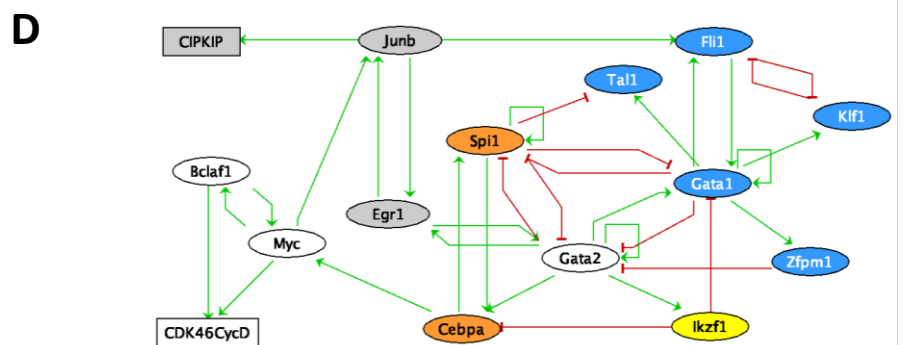 D
CIPKIP
Junb
Fli1
Tal1
Klf1
Spi1
Bclaf1
Gata1
Egr1
Myc
Gata2
Zfpm1
CDK46CycD
Cebpa
Ikzf1